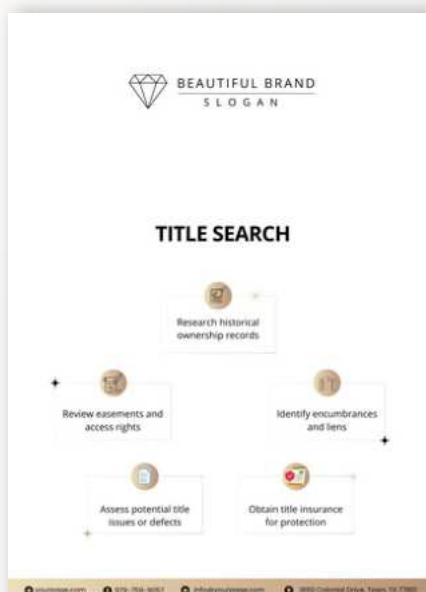 BEAUTIFUL BRAND
SLOGAN
TITLE SEARCH
Research historical
ownership records
Review easements and
access rights
Identify encumbrances
and liens
Assess potential title
issues or defects
Obtain title insurance
for protection